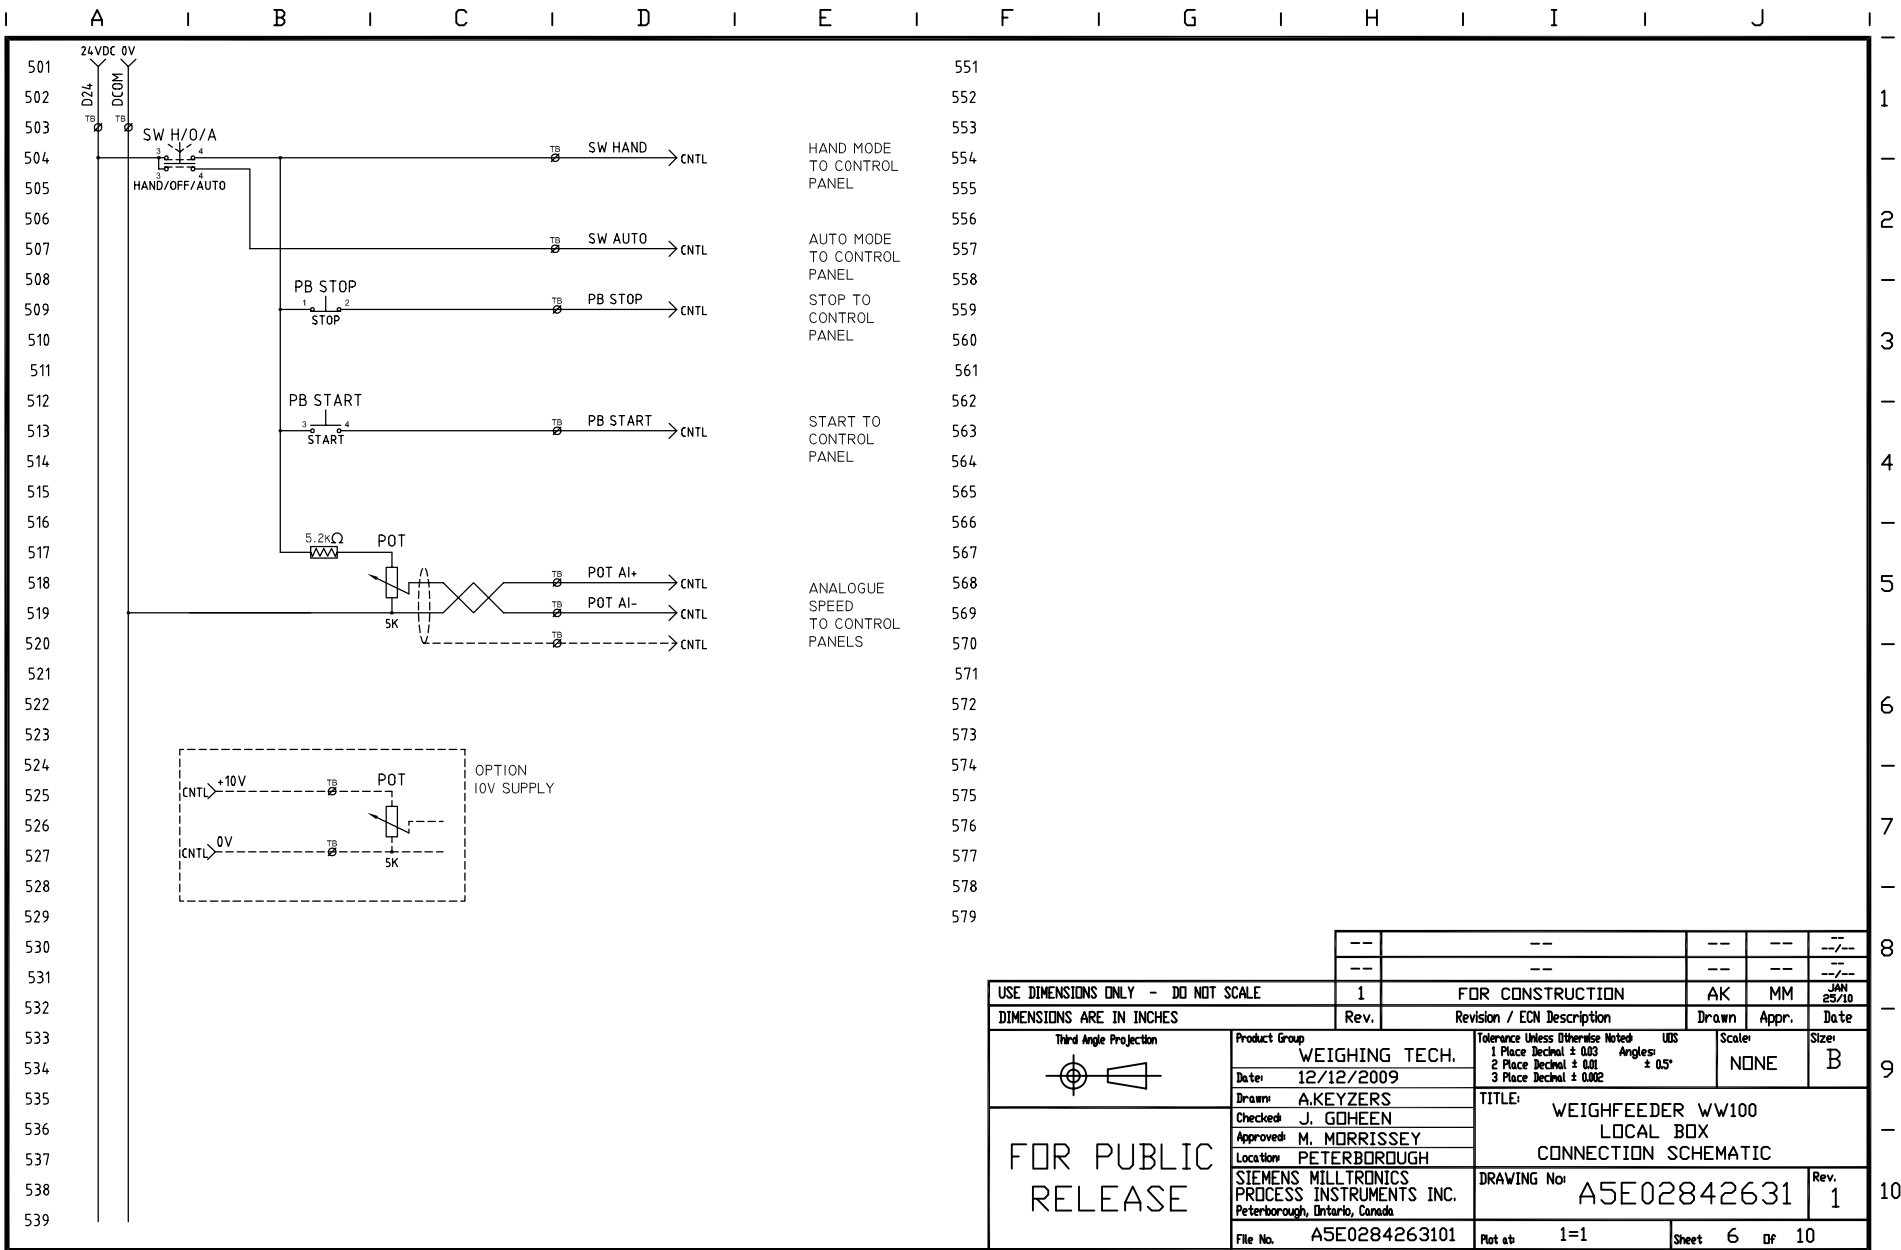 A B C D E F G H I J
24VDC 0V
501 551
D24 DCOM
502 552 1
503 TB TB 553
SW H/O/A
504 3 4 TB SW HAND CNTL HAND MODE 554
3 4 TO CONTROL
505 HAND/OFF/AUTO PANEL 555
506 556 2
507 TB SW AUTO CNTL AUTO MODE 557
TO CONTROL
508 PANEL 558
PB STOP
509 1 2 TB PB STOP CNTL STOP TO 559
STOP CONTROL
510 PANEL 560 3
511 561
512 PB START 562
513 3 4 TB PB START CNTL START TO 563
START CONTROL
514 PANEL 564 4
515 565
516 566
5.2KΩ POT
517 567
518 TB POT AI+ CNTL ANALOGUE 568 5
519 TB POT AI- CNTL SPEED 569
5K TO CONTROL
520 TB CNTL PANELS 570
521 571
522 572 6
523 573
524 OPTION 574
10V SUPPLY
525 CNTL +10V TB POT 575
526 576 7
527 CNTL 0V TB 577
5K
528 578
529 579
530 -- -- -- -- -- --/-- 8
531 -- -- -- -- -- --/--
USE DIMENSIONS ONLY - DO NOT SCALE 1 FOR CONSTRUCTION AK MM JAN 25/10
532
DIMENSIONS ARE IN INCHES Rev. Revision / ECN Description Drawn Appr. Date
533
Third Angle Projection
Product Group
WEIGHING TECH.
Tolerance Unless Otherwise Noted: UOS
1 Place Decimal ± 0.03 Angles:
2 Place Decimal ± 0.01 ± 0.5°
3 Place Decimal ± 0.002
Scale: NONE
Size: B
534 9
Date: 12/12/2009
535
Drawn: A.KEYZERS
Checked: J. GOHEEN
536
Approved: M. MORRISSEY
537
Location: PETERBOROUGH
TITLE:
WEIGHFEEDER WW100
LOCAL BOX
CONNECTION SCHEMATIC
FOR PUBLIC
RELEASE
538 10
SIEMENS MILLTRONICS
PROCESS INSTRUMENTS INC.
Peterborough, Ontario, Canada
DRAWING No: A5E02842631
Rev. 1
539
File No. A5E0284263101 Plot at: 1=1 Sheet 6 Of 10